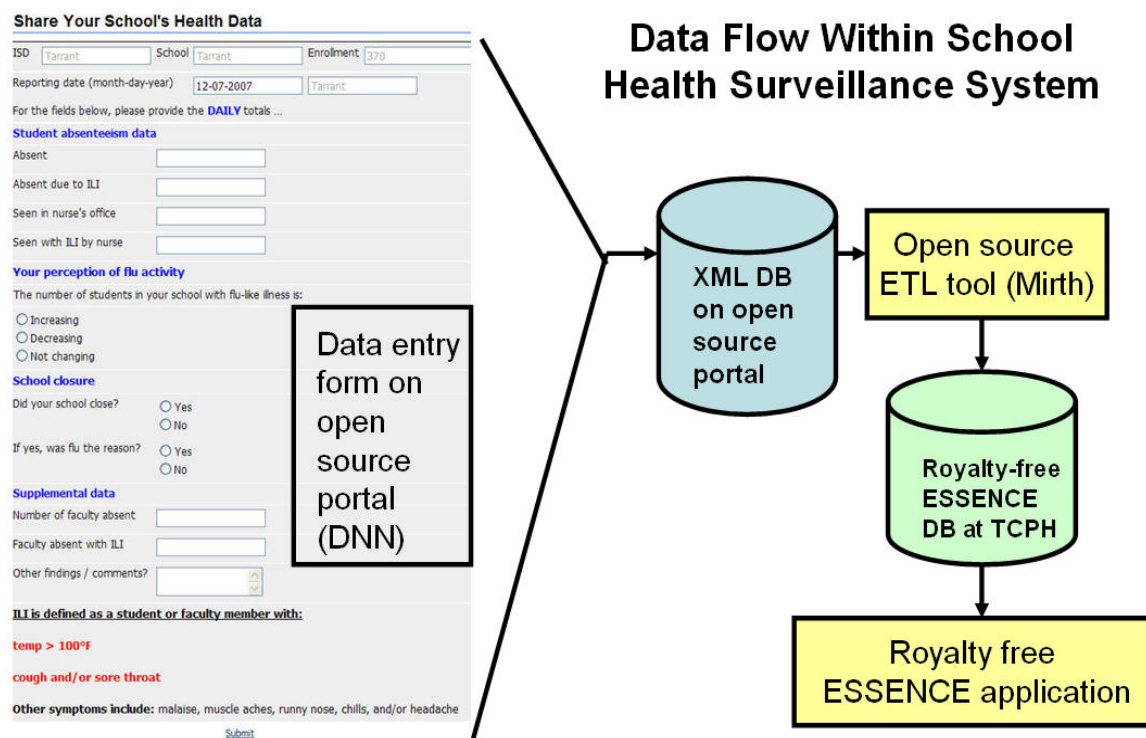 Share Your School's Health Data
ISD Tarrant School Tarrant Enrollment 370
Reporting date (month-day-year) 12-07-2007 Tarrant
For the fields below, please provide the DAILY totals ...
Student absenteeism data
Absent
Absent due to ILI
Seen in nurse's office
Seen with ILI by nurse
Your perception of flu activity
The number of students in your school with flu-like illness is:
Increasing
Decreasing
Not changing
School closure
Did your school close? Yes
No
If yes, was flu the reason? Yes
No
Supplemental data
Number of faculty absent
Faculty absent with ILI
Other findings / comments?
ILI is defined as a student or faculty member with:
temp > 100°F
cough and/or sore throat
Other symptoms include: malaise, muscle aches, runny nose, chills, and/or headache
Submit
Data entry
form on
open
source
portal
(DNN)
Data Flow Within School
Health Surveillance System
XML DB
on open
source
portal
Open source
ETL tool (Mirth)
Royalty-free
ESSENCE
DB at TCPH
Royalty free
ESSENCE application